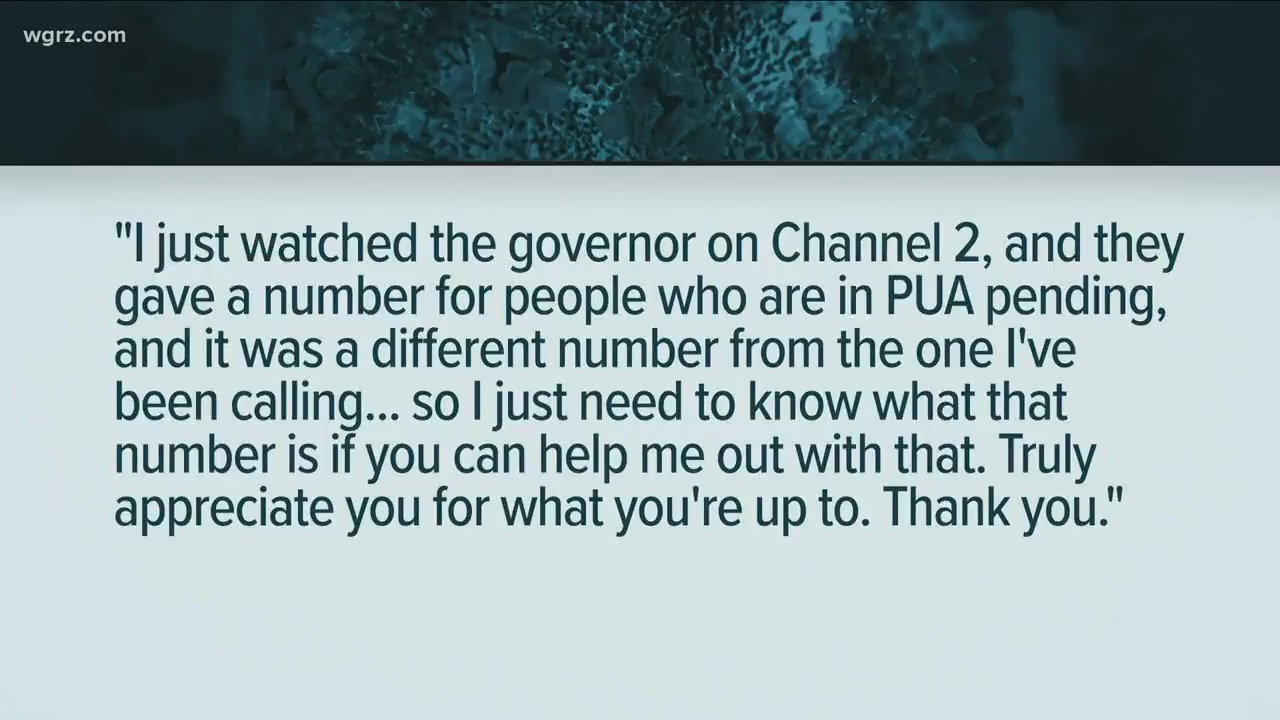 wgrz.com
"I just watched the governor on Channel 2, and they
gave a number for people who are in PUA pending,
and it was a different number from the one I've
been calling... so I just need to know what that
number is if you can help me out with that. Truly
appreciate you for what you're up to. Thank you."